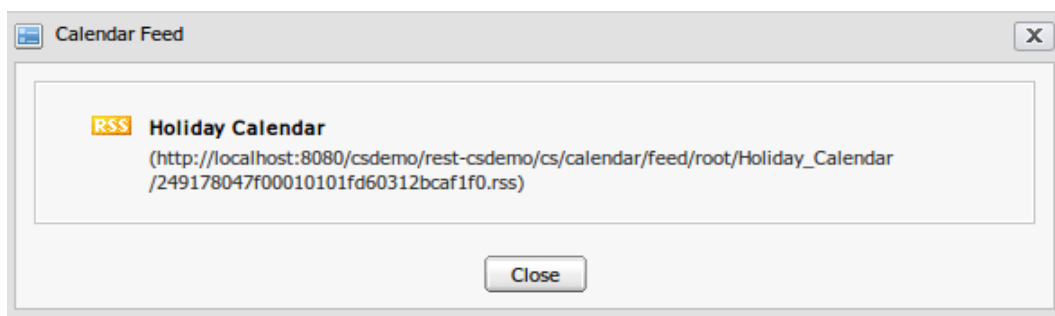 Calendar Feed
X
RSS Holiday Calendar
(http://localhost:8080/csdemo/rest-csdemo/cs/calendar/feed/root/Holiday_Calendar
/249178047f00010101fd60312bcaf1f0.rss)
Close